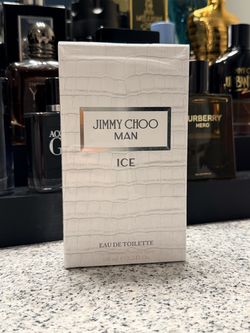 JIMMY CHOO
MAN
ICE
EAU DE TOILETTE
BURBERRY
HERO